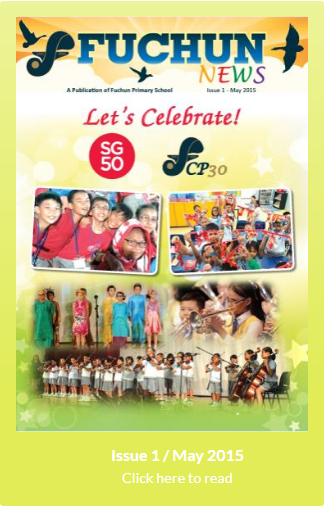 FUCHUN
NEWS
A Publication of Fuchun Primary School Issue 1 - May 2015
Let's Celebrate!
SG
50
CP30
Issue 1 / May 2015
Click here to read